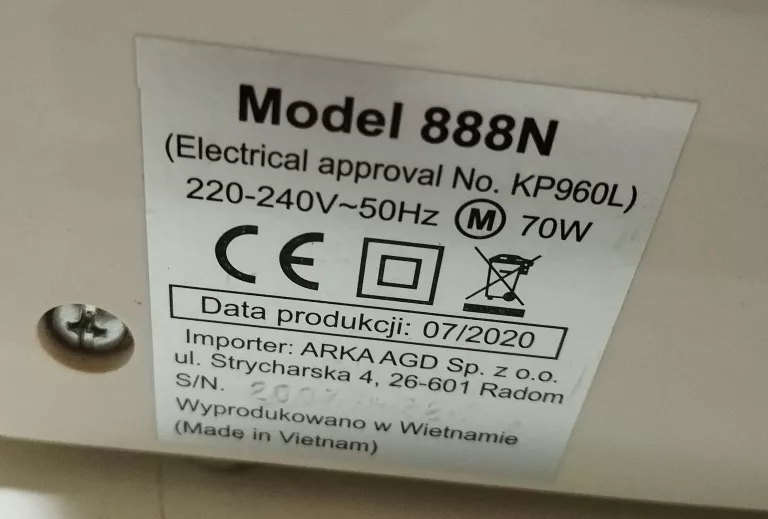 Model 888N
(Electrical approval No. KP960L)
220-240V~50Hz M 70W
CE
Data produkcji: 07/2020
Importer: ARKA AGD Sp. z o.o.
ul. Strycharska 4, 26-601 Radom
S/N.
Wyprodukowano w Wietnamie
(Made in Vietnam)